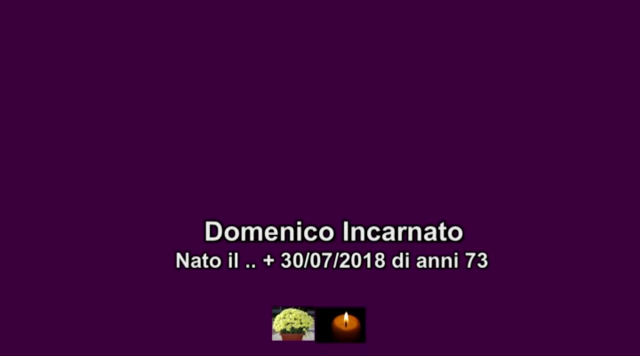 Domenico Incarnato
Nato il .. + 30/07/2018 di anni 73